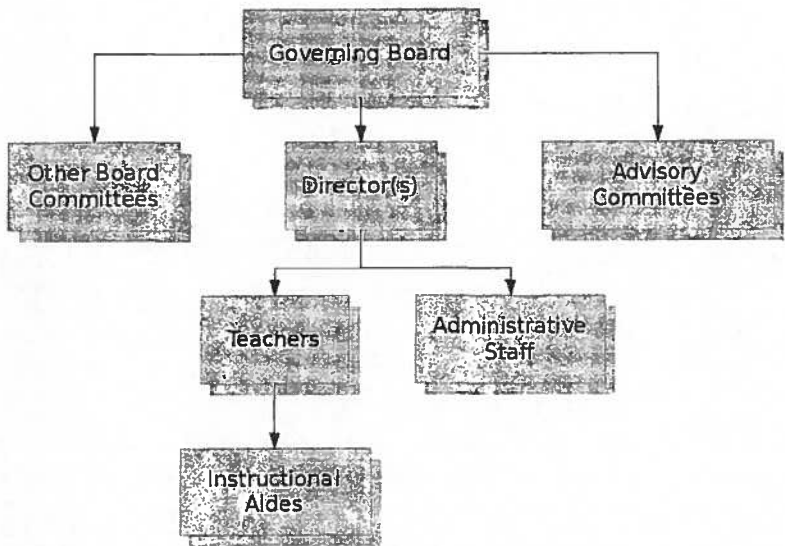 Governing Board
Other Board
Committees
Director(s)
Advisory
Committees
Teachers
Administrative
Staff
Instructional
Aides